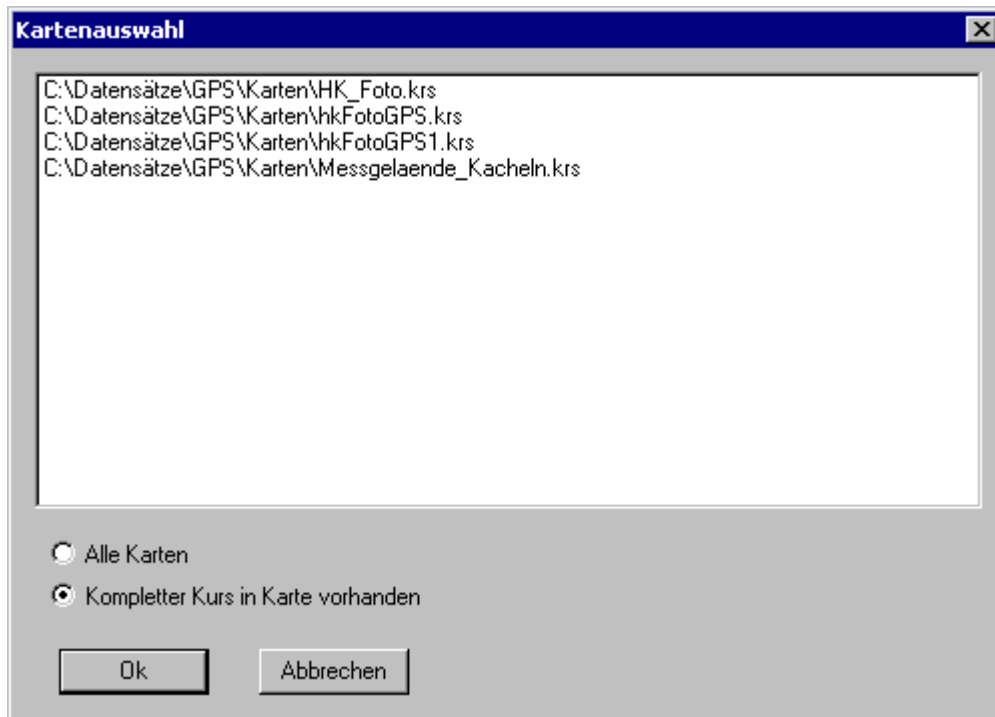 Kartenauswahl
C:\Datensätze\GPS\Karten\HK_Foto.krs
C:\Datensätze\GPS\Karten\hkFotoGPS.krs
C:\Datensätze\GPS\Karten\hkFotoGPS1.krs
C:\Datensätze\GPS\Karten\Messgelaende_Kacheln.krs
Alle Karten
Kompletter Kurs in Karte vorhanden
Ok Abbrechen